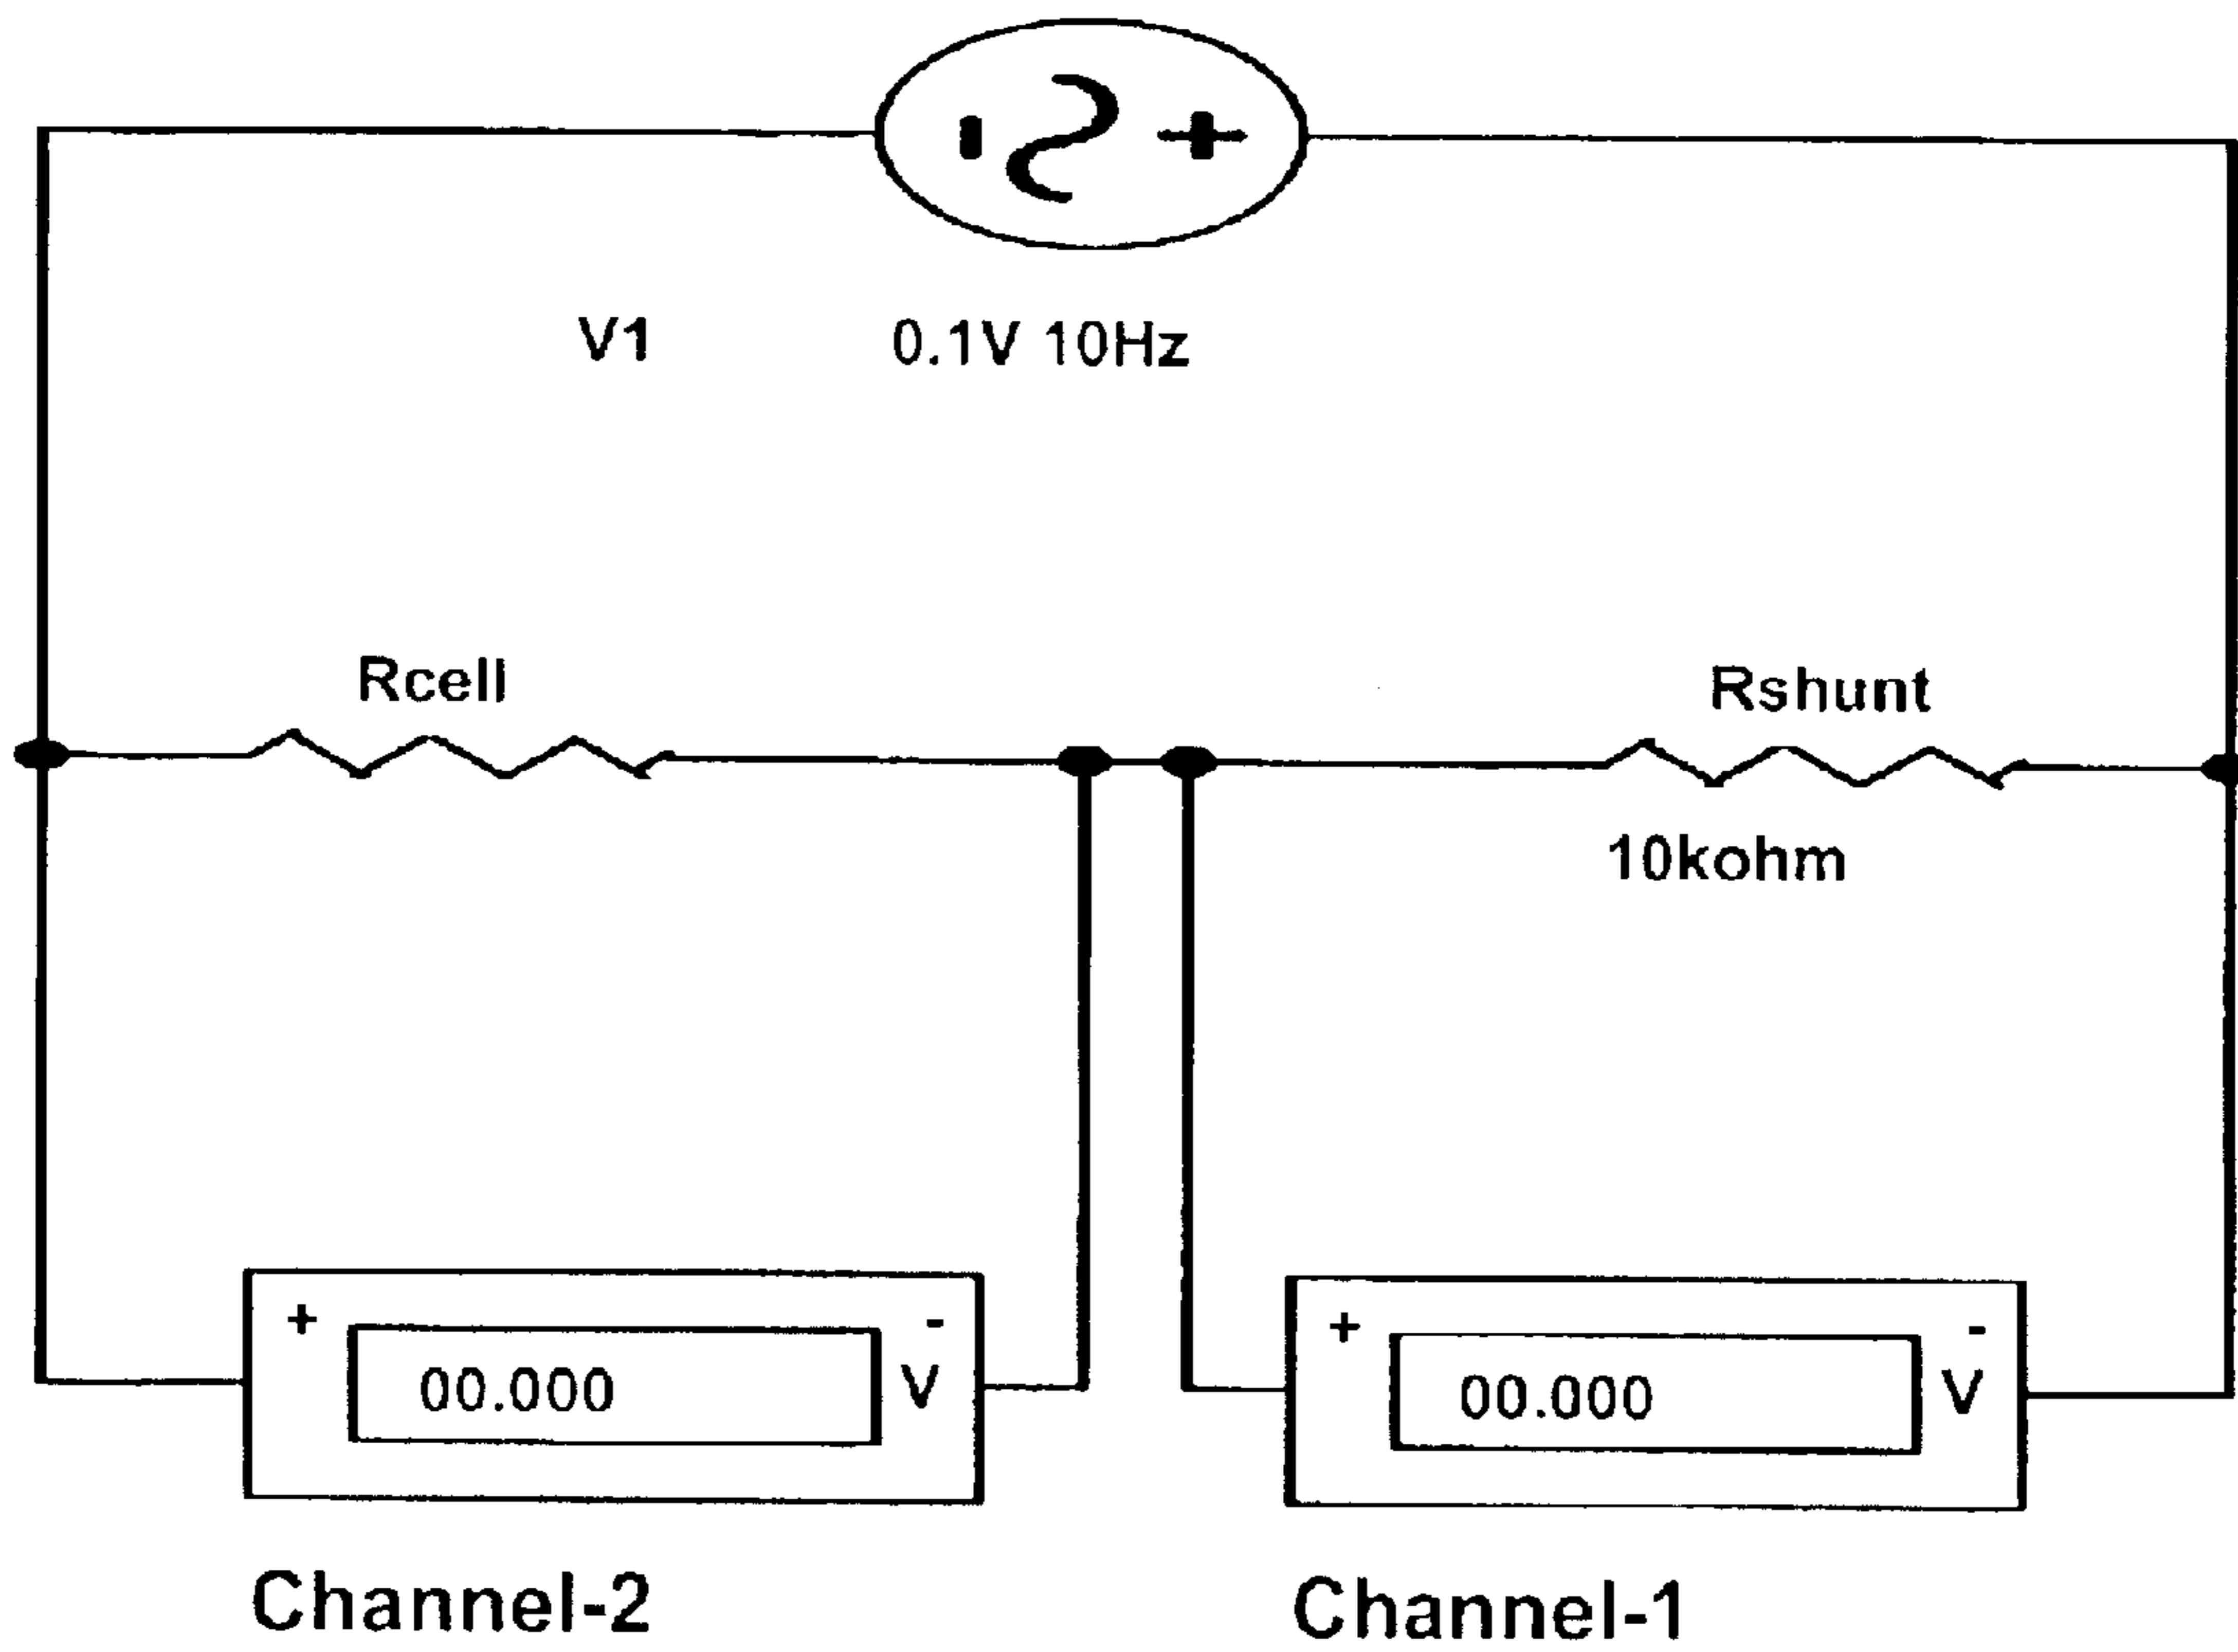 - +
V1 0.1V 10Hz
Rcell
Rshunt
10kohm
+ -
00.000 V
+ -
00.000 V
Channel-2
Channel-1